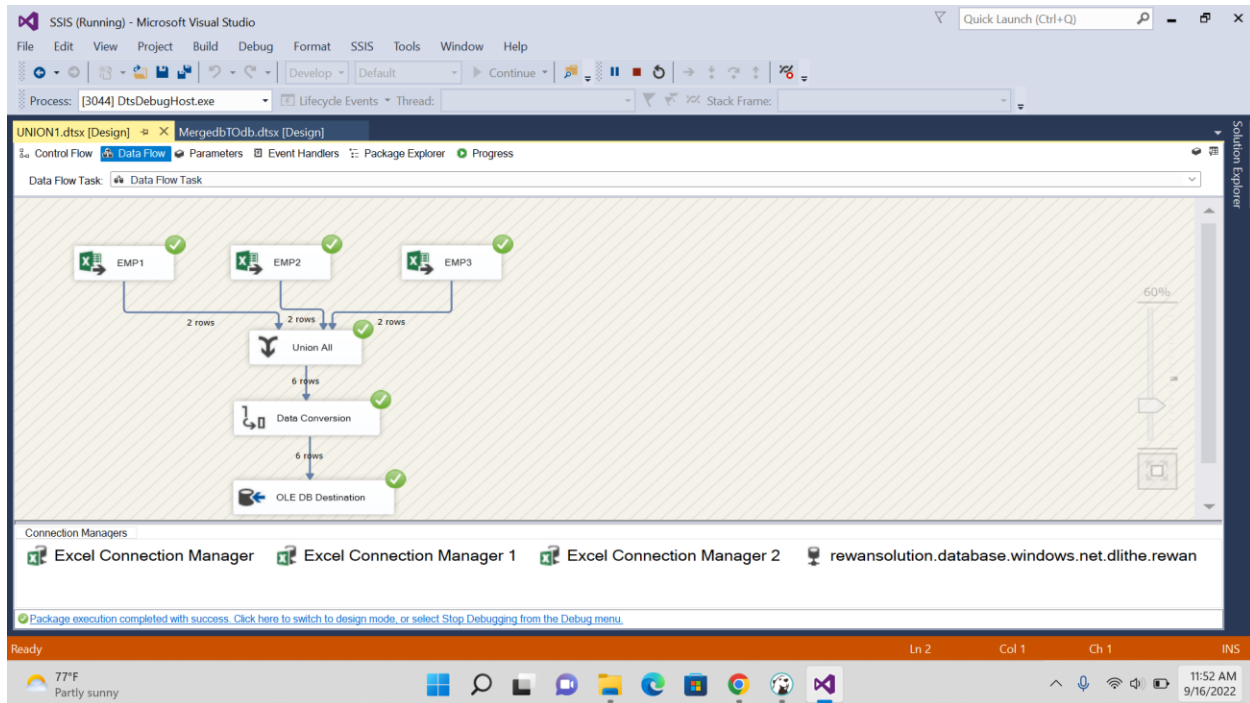 SSIS (Running) - Microsoft Visual Studio
Quick Launch (Ctrl+Q)
File Edit View Project Build Debug Format SSIS Tools Window Help
Develop Default Continue
Process: [3044] DtsDebugHost.exe Lifecycle Events Thread: Stack Frame:
UNION1.dtsx [Design] MergedbTOdb.dtsx [Design]
Solution Explorer
Control Flow Data Flow Parameters Event Handlers Package Explorer Progress
Data Flow Task: Data Flow Task
EMP1 EMP2 EMP3
60%
2 rows 2 rows 2 rows
Union All
6 rows
Data Conversion
6 rows
OLE DB Destination
Connection Managers
Excel Connection Manager Excel Connection Manager 1 Excel Connection Manager 2 rewansolution.database.windows.net.dlithe.rewan
Package execution completed with success. Click here to switch to design mode, or select Stop Debugging from the Debug menu.
Ready Ln 2 Col 1 Ch 1 INS
77°F
Partly sunny
11:52 AM
9/16/2022